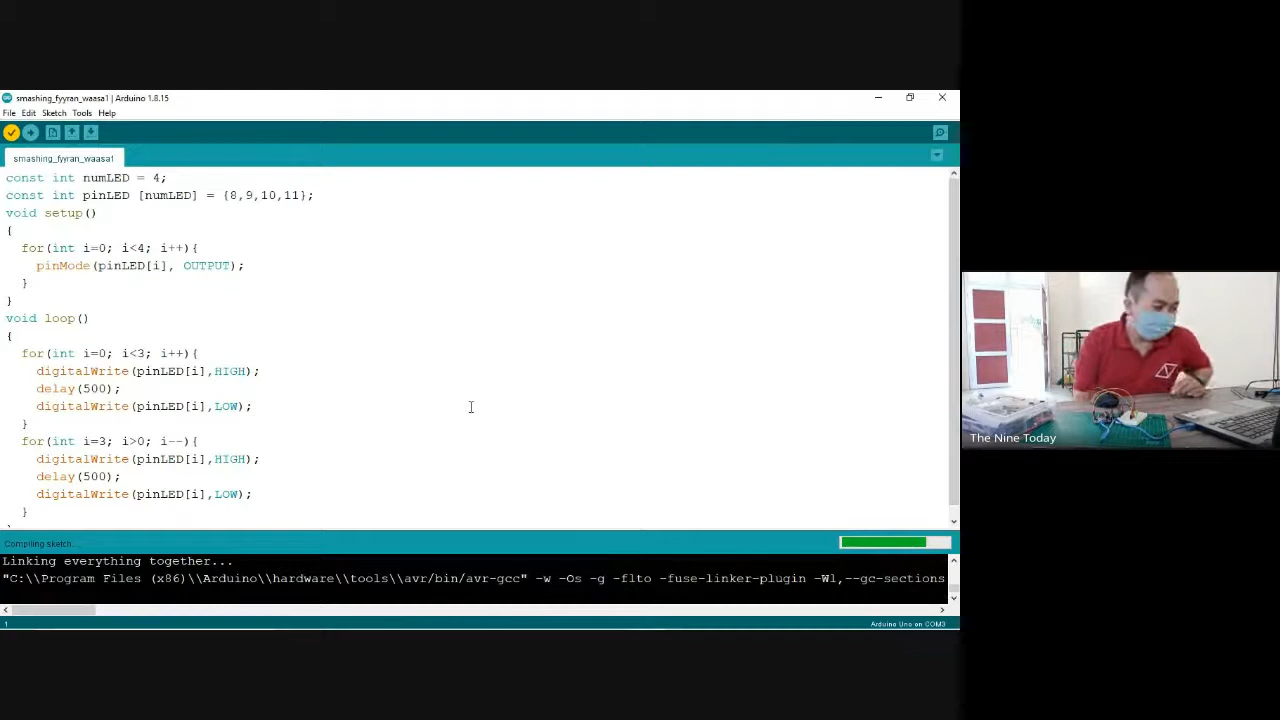 smashing_fyyran_waasa1 | Arduino 1.8.15
File Edit Sketch Tools Help
smashing_fyyran_waasa1
const int numLED = 4;
const int pinLED [numLED] = {8,9,10,11};
void setup()
{
for(int i=0; i<4; i++){
pinMode(pinLED[i], OUTPUT);
}
}
void loop()
{
for(int i=0; i<3; i++){
digitalWrite(pinLED[i],HIGH);
delay(500);
digitalWrite(pinLED[i],LOW);
}
for(int i=3; i>0; i--){
digitalWrite(pinLED[i],HIGH);
delay(500);
digitalWrite(pinLED[i],LOW);
}
Compiling sketch...
Linking everything together...
"C:\\Program Files (x86)\\Arduino\\hardware\\tools\\avr/bin/avr-gcc" -w -Os -g -flto -fuse-linker-plugin -Wl,--gc-sections
1
Arduino Uno on COM3
The Nine Today